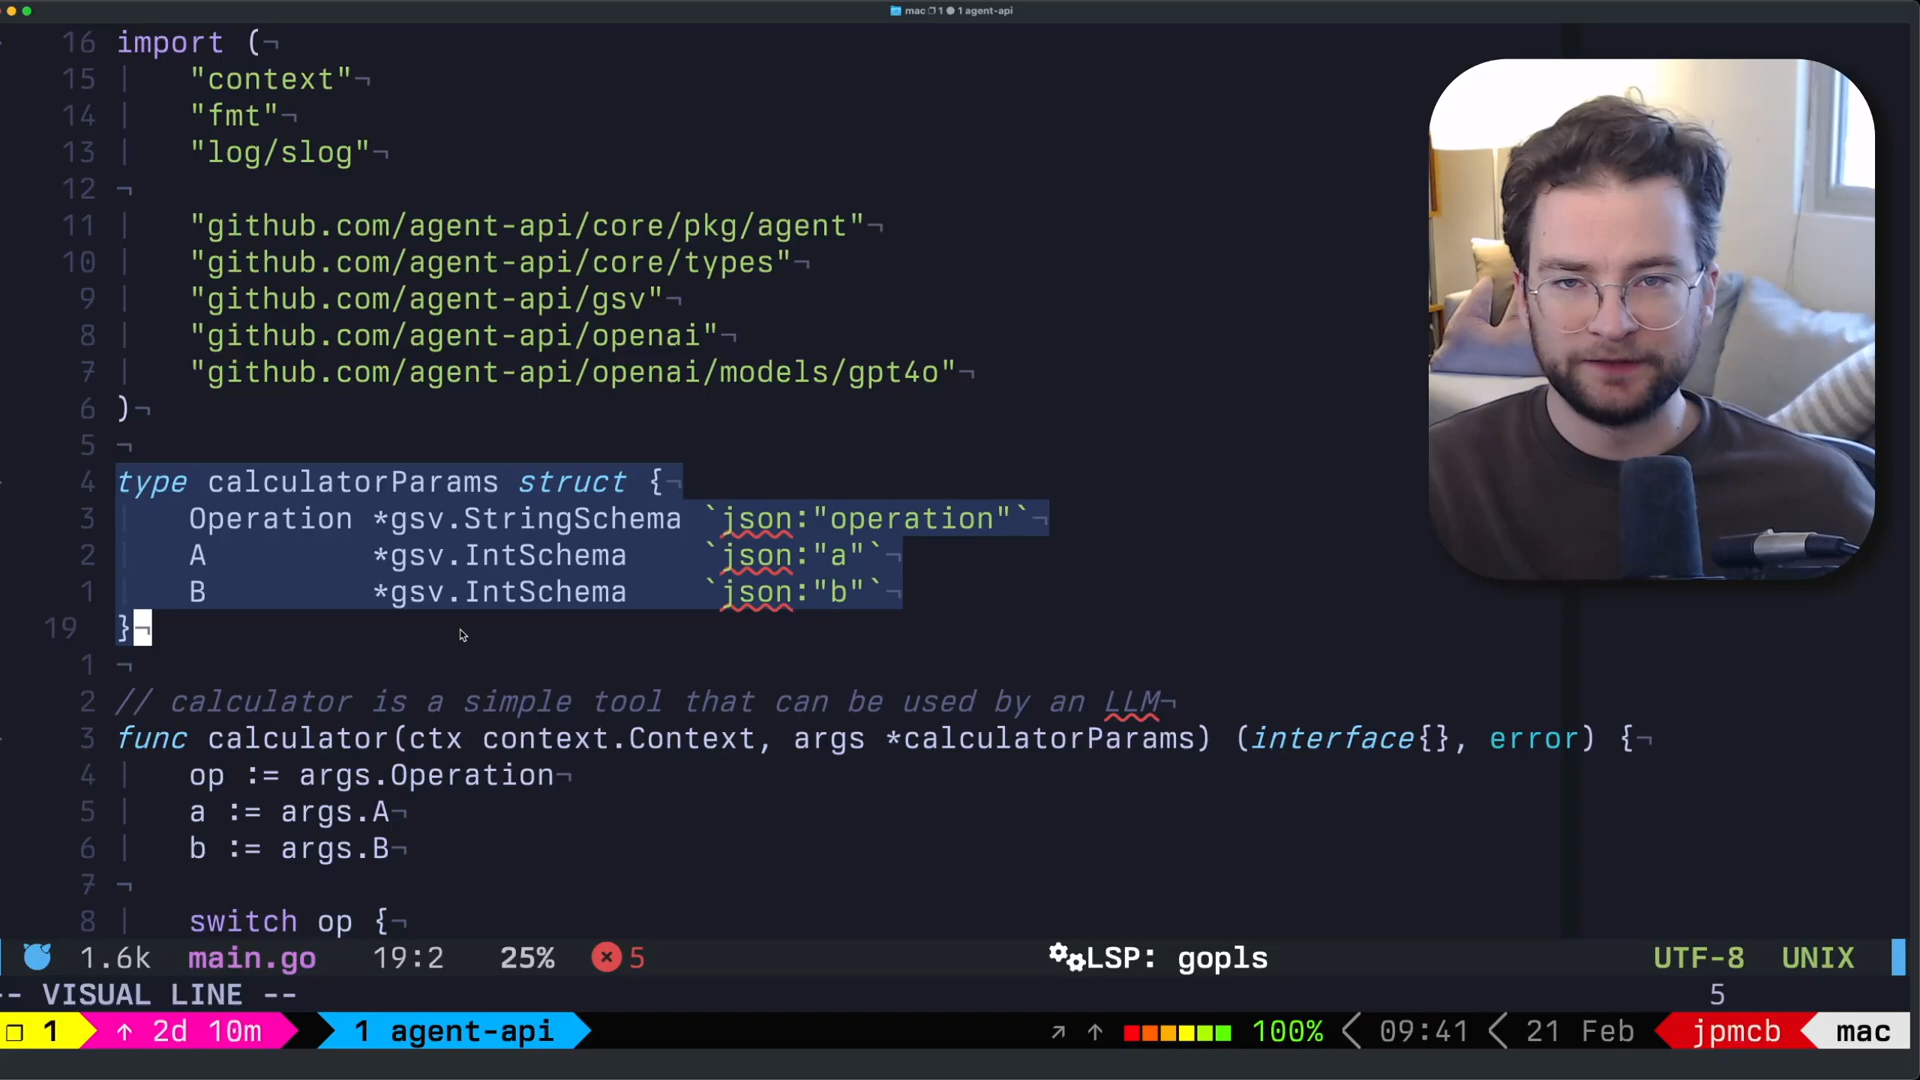 mac 1 1 agent-api
16 import (¬
15 | "context"¬
14 | "fmt"¬
13 | "log/slog"¬
12 ¬
11 | "github.com/agent-api/core/pkg/agent"¬
10 | "github.com/agent-api/core/types"¬
9 | "github.com/agent-api/gsv"¬
8 | "github.com/agent-api/openai"¬
7 | "github.com/agent-api/openai/models/gpt4o"¬
6 )¬
5 ¬
4 type calculatorParams struct {¬
3 Operation *gsv.StringSchema `json:"operation"`¬
2 A *gsv.IntSchema `json:"a"`¬
1 B *gsv.IntSchema `json:"b"`¬
19 }¬
1 ¬
2 // calculator is a simple tool that can be used by an LLM¬
3 func calculator(ctx context.Context, args *calculatorParams) (interface{}, error) {¬
4 | op := args.Operation¬
5 | a := args.A¬
6 | b := args.B¬
7 ¬
8 | switch op {¬
1.6k main.go 19:2 25% 5 LSP: gopls UTF-8 UNIX
-- VISUAL LINE -- 5
1 ↑ 2d 10m 1 agent-api ↗ ↑ 100% 09:41 21 Feb jpmcb mac